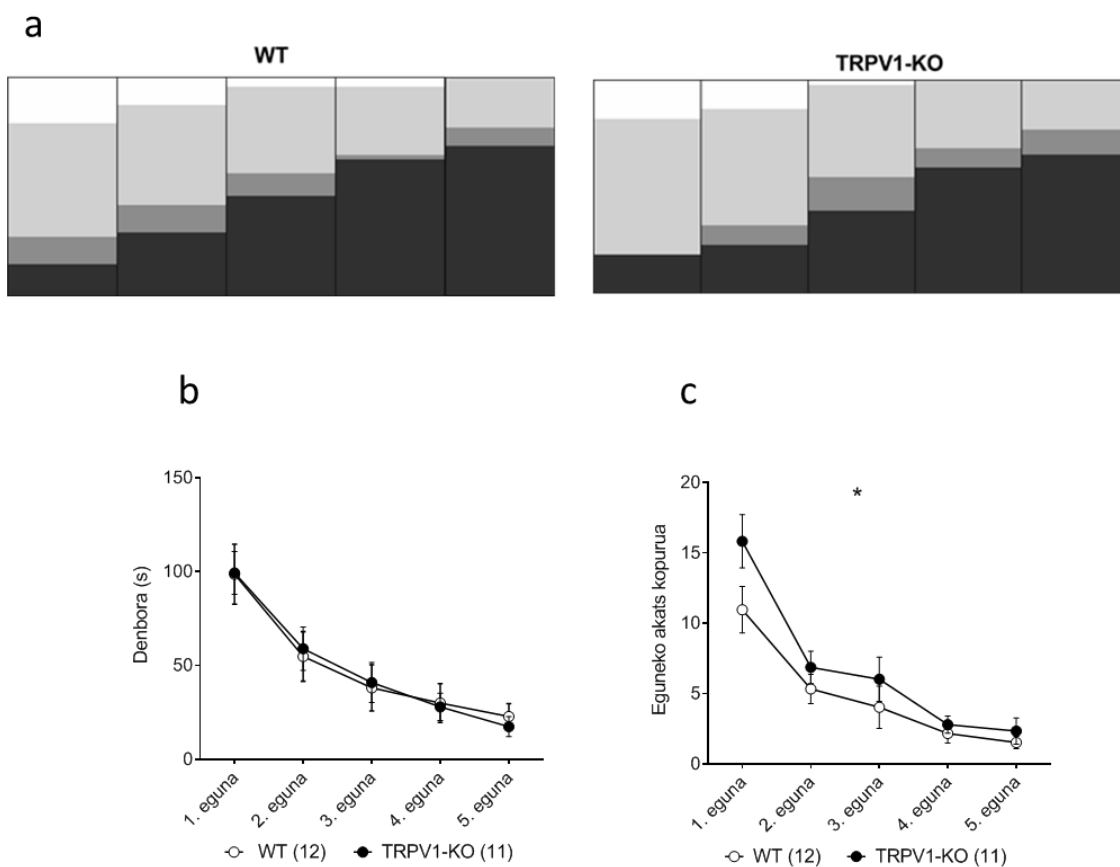 a
WT
TRPV1-KO
b
150
100
50
0
Denbora (s)
1. eguna
2. eguna
3. eguna
4. eguna
5. eguna
WT (12)
TRPV1-KO (11)
c
20
15
10
5
0
Eguneko akats kopurua
*
1. eguna
2. eguna
3. eguna
4. eguna
5. eguna
WT (12)
TRPV1-KO (11)